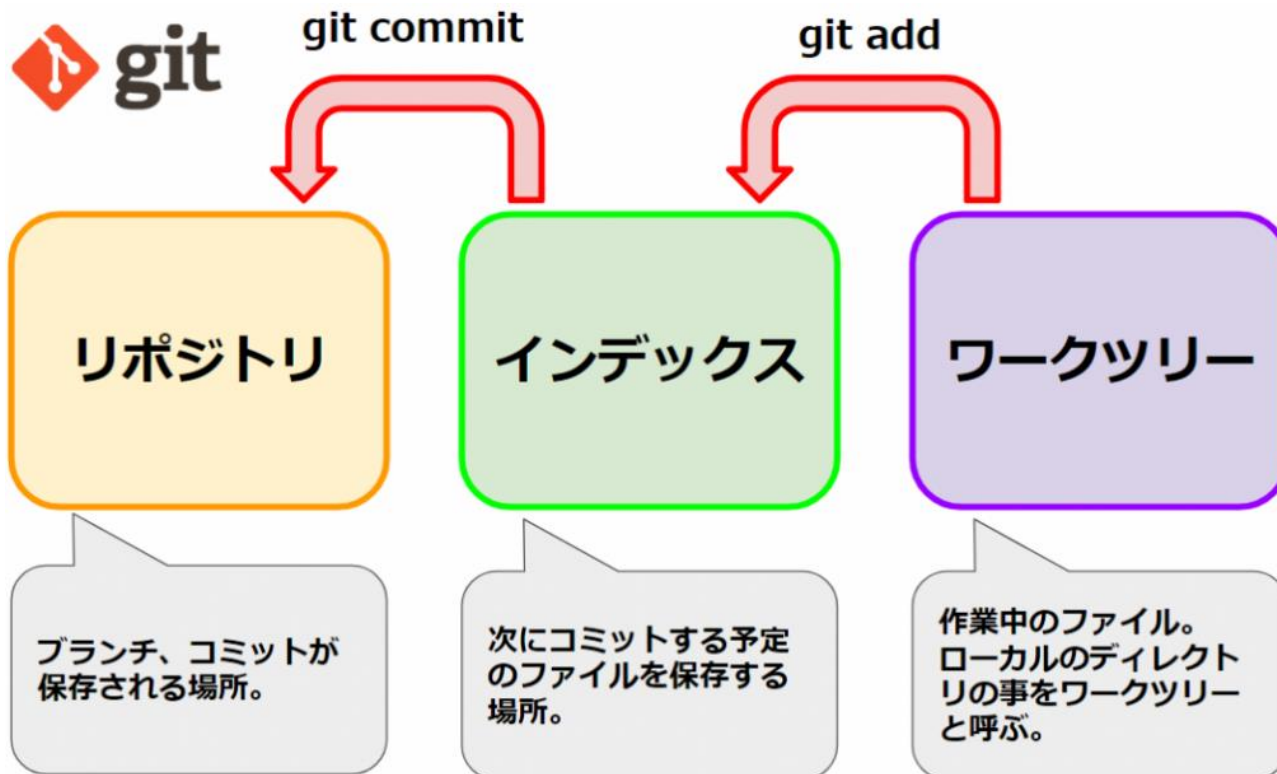 git
git commit
git add
リポジトリ
インデックス
ワークツリー
ブランチ、コミットが
保存される場所。
次にコミットする予定
のファイルを保存する
場所。
作業中のファイル。
ローカルのディレクト
リの事をワークツリー
と呼ぶ。